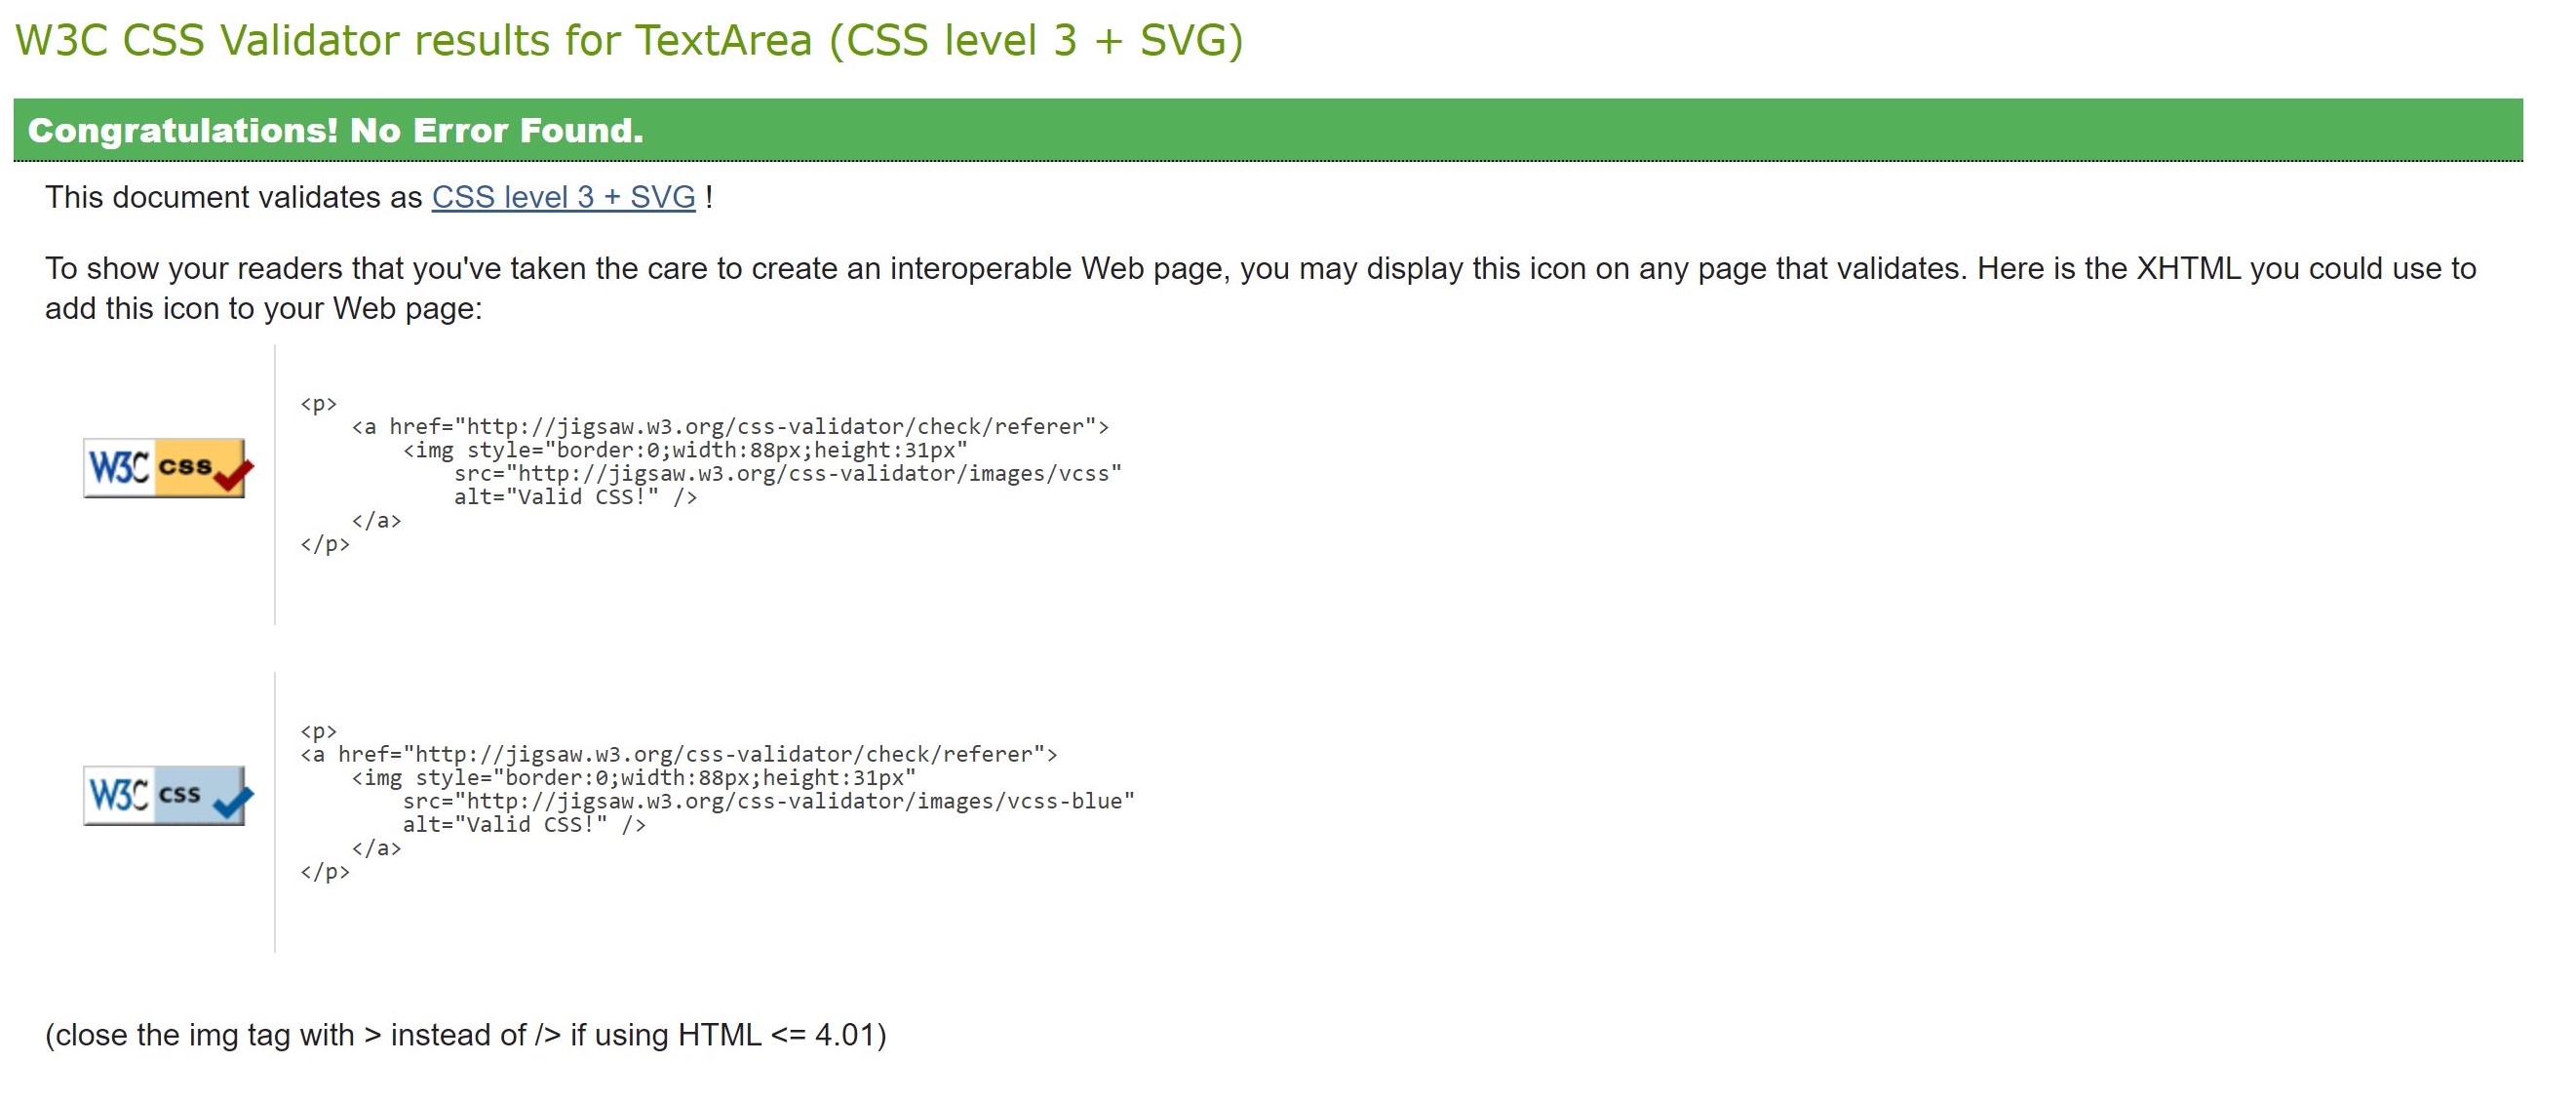 W3C CSS Validator results for TextArea (CSS level 3 + SVG)
Congratulations! No Error Found.
This document validates as CSS level 3 + SVG !
To show your readers that you've taken the care to create an interoperable Web page, you may display this icon on any page that validates. Here is the XHTML you could use to
add this icon to your Web page:
W3C css
<p>
    <a href="http://jigsaw.w3.org/css-validator/check/referer">
        <img style="border:0;width:88px;height:31px"
            src="http://jigsaw.w3.org/css-validator/images/vcss"
            alt="Valid CSS!" />
    </a>
</p>
W3C css
<p>
<a href="http://jigsaw.w3.org/css-validator/check/referer">
    <img style="border:0;width:88px;height:31px"
        src="http://jigsaw.w3.org/css-validator/images/vcss-blue"
        alt="Valid CSS!" />
    </a>
</p>
(close the img tag with > instead of /> if using HTML <= 4.01)